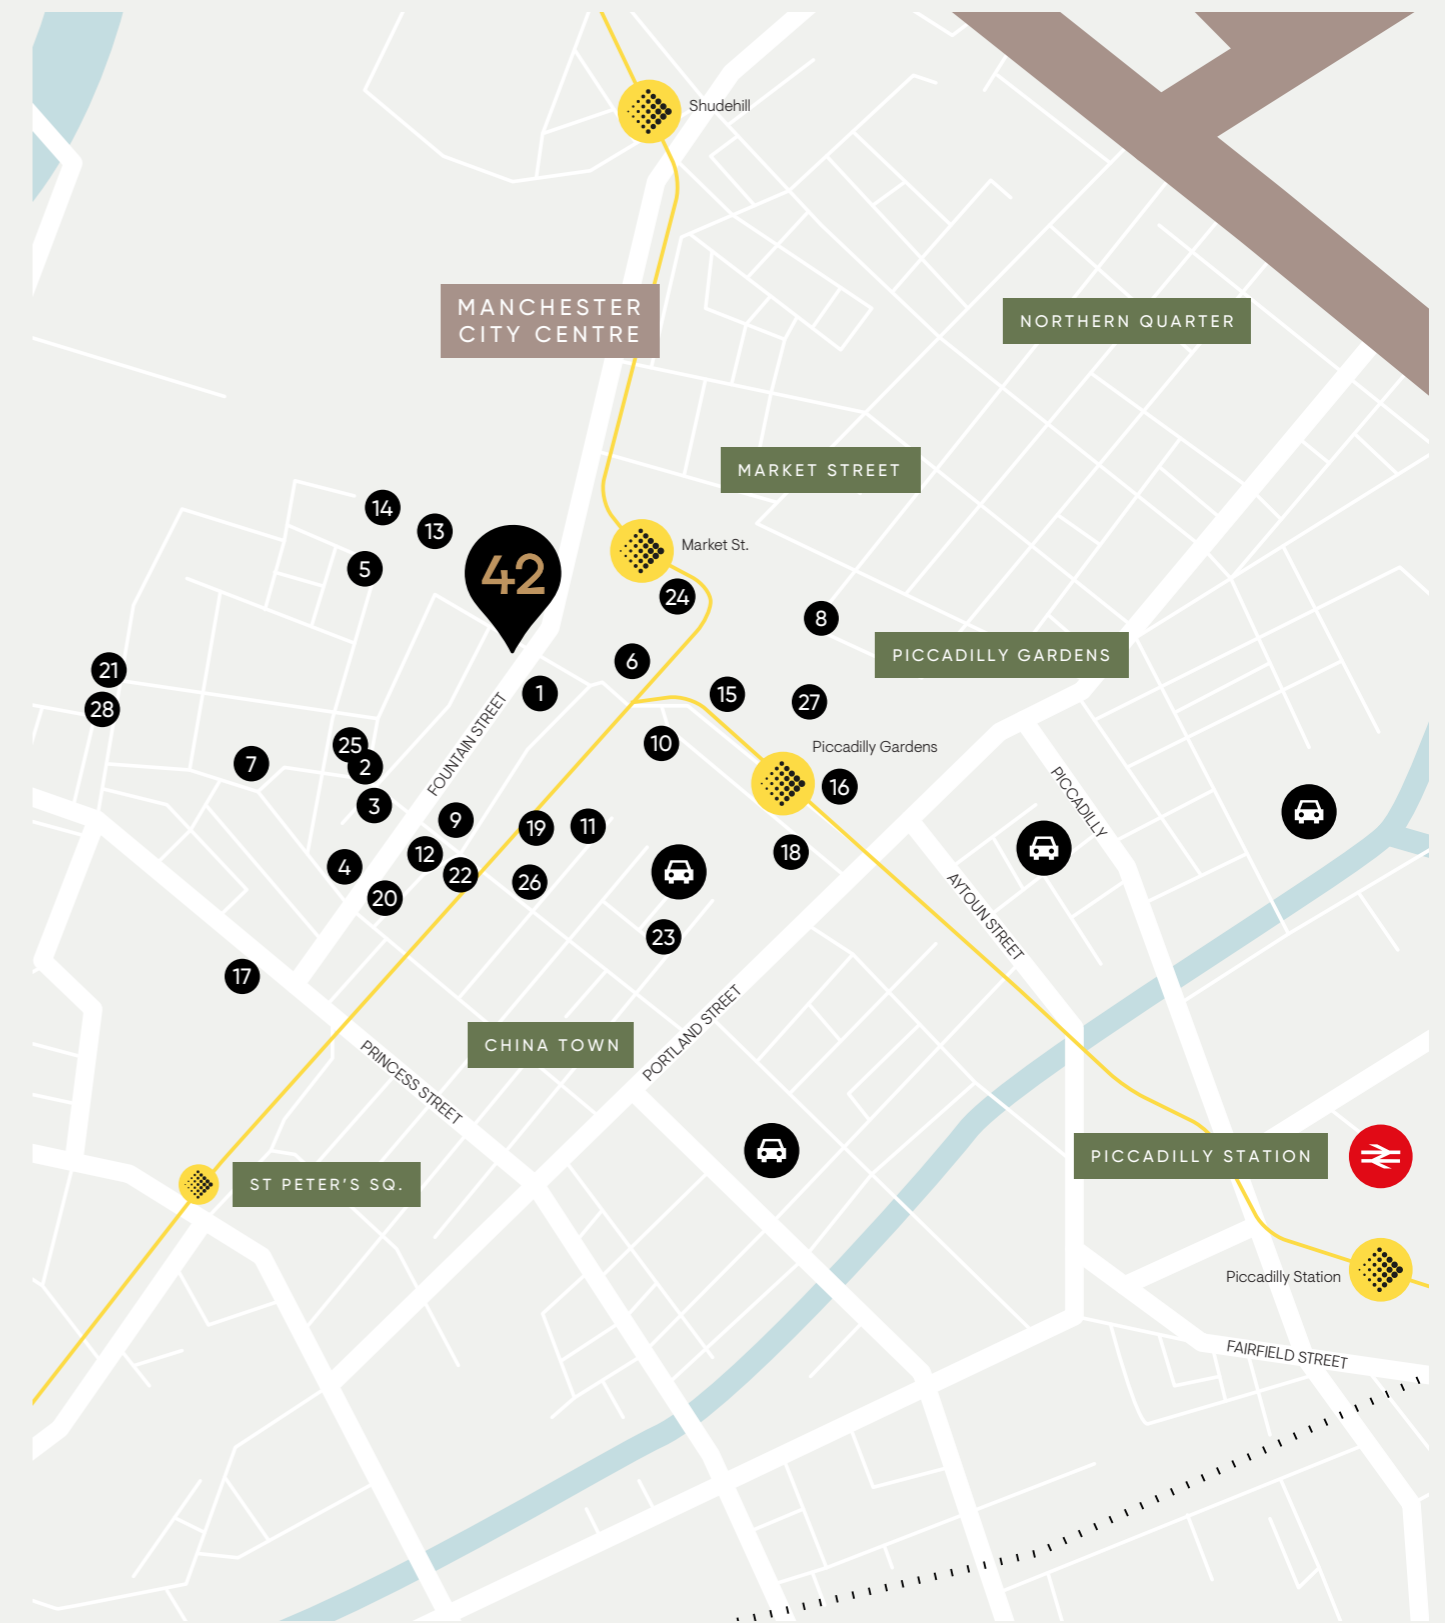 Shudehill
MANCHESTER
CITY CENTRE
NORTHERN QUARTER
MARKET STREET
14
13
5
42
Market St.
24
8
6
PICCADILLY GARDENS
21
28
1
15
27
FOUNTAIN STREET
25
2
7
10
Piccadilly Gardens
16
PICCADILLY
3
9
19
11
12
4
22
26
18
20
AYTOUN STREET
23
17
CHINA TOWN
PORTLAND STREET
PRINCESS STREET
PICCADILLY STATION
ST PETER'S SQ.
Piccadilly Station
FAIRFIELD STREET